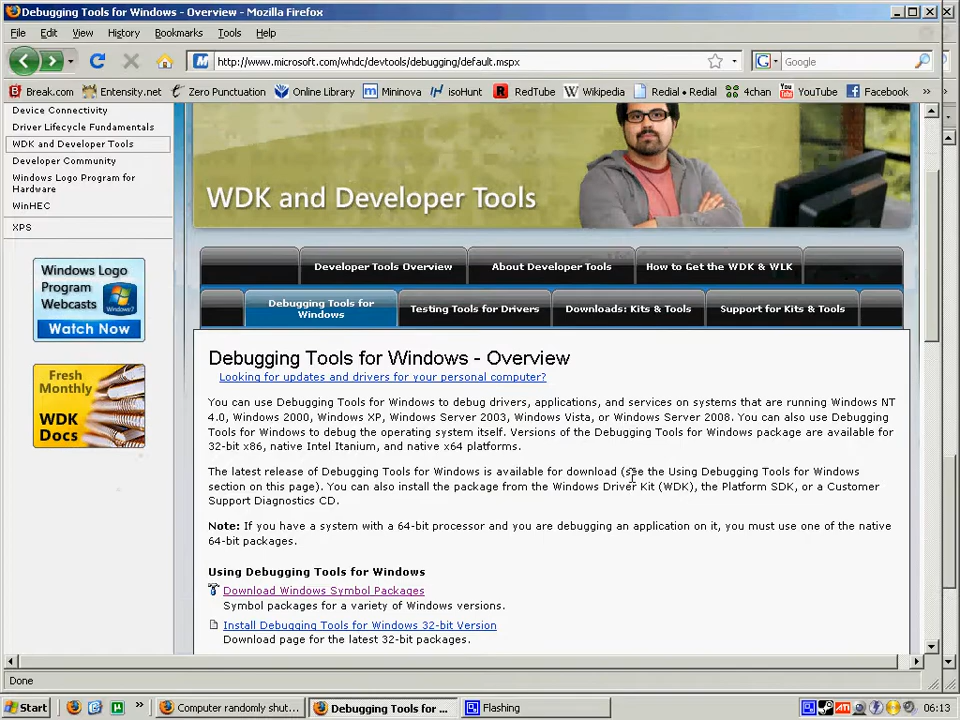 Debugging Tools for Windows - Overview - Mozilla Firefox
File Edit View History Bookmarks Tools Help
http://www.microsoft.com/whdc/devtools/debugging/default.mspx
Google
Break.com Entensity.net Zero Punctuation Online Library Mininova isoHunt RedTube Wikipedia Redial • Redial 4chan YouTube Facebook »
Device Connectivity
Driver Lifecycle Fundamentals
WDK and Developer Tools
Developer Community
Windows Logo Program for
Hardware
WinHEC
XPS
Windows Logo
Program
Webcasts
Watch Now
Fresh
Monthly
WDK
Docs
WDK and Developer Tools
Developer Tools Overview About Developer Tools How to Get the WDK & WLK
Debugging Tools for
Windows
Testing Tools for Drivers Downloads: Kits & Tools Support for Kits & Tools
Debugging Tools for Windows - Overview
Looking for updates and drivers for your personal computer?
You can use Debugging Tools for Windows to debug drivers, applications, and services on systems that are running Windows NT
4.0, Windows 2000, Windows XP, Windows Server 2003, Windows Vista, or Windows Server 2008. You can also use Debugging
Tools for Windows to debug the operating system itself. Versions of the Debugging Tools for Windows package are available for
32-bit x86, native Intel Itanium, and native x64 platforms.
The latest release of Debugging Tools for Windows is available for download (see the Using Debugging Tools for Windows
section on this page). You can also install the package from the Windows Driver Kit (WDK), the Platform SDK, or a Customer
Support Diagnostics CD.
Note: If you have a system with a 64-bit processor and you are debugging an application on it, you must use one of the native
64-bit packages.
Using Debugging Tools for Windows
Download Windows Symbol Packages
Symbol packages for a variety of Windows versions.
Install Debugging Tools for Windows 32-bit Version
Download page for the latest 32-bit packages.
Done
Start » Computer randomly shut... Debugging Tools for ... Flashing 06:13